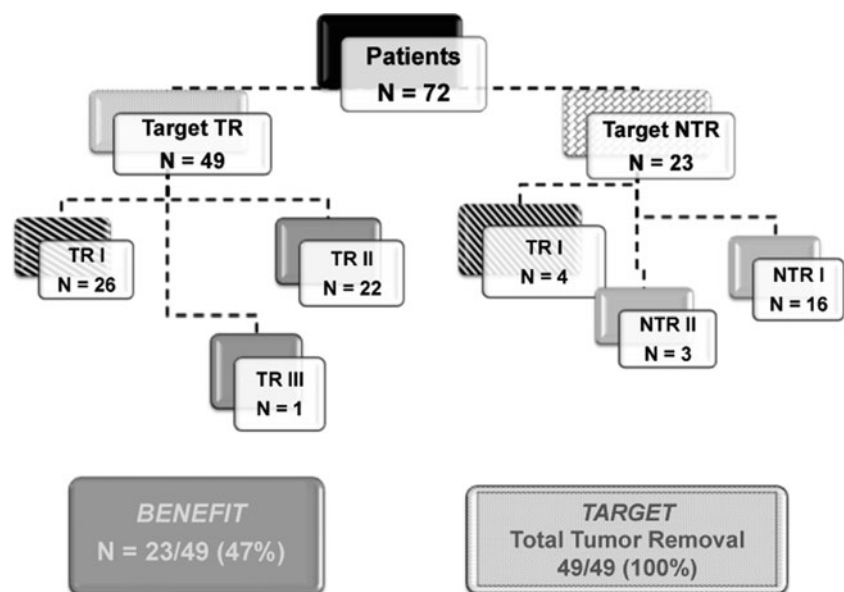 Patients
N = 72
Target TR
N = 49
Target NTR
N = 23
TR I
N = 26
TR II
N = 22
TR III
N = 1
TR I
N = 4
NTR II
N = 3
NTR I
N = 16
BENEFIT
N = 23/49 (47%)
TARGET
Total Tumor Removal
49/49 (100%)